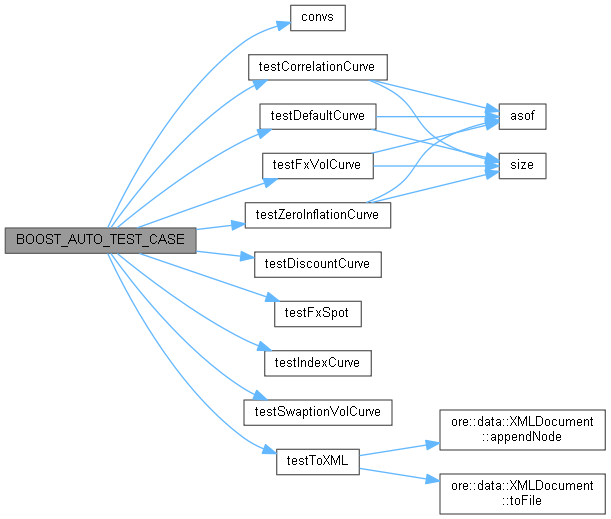 convs
testCorrelationCurve
testDefaultCurve
asof
testFxVolCurve
size
testZeroInflationCurve
BOOST_AUTO_TEST_CASE
testDiscountCurve
testFxSpot
testIndexCurve
testSwaptionVolCurve
testToXML
ore::data::XMLDocument
::appendNode
ore::data::XMLDocument
::toFile